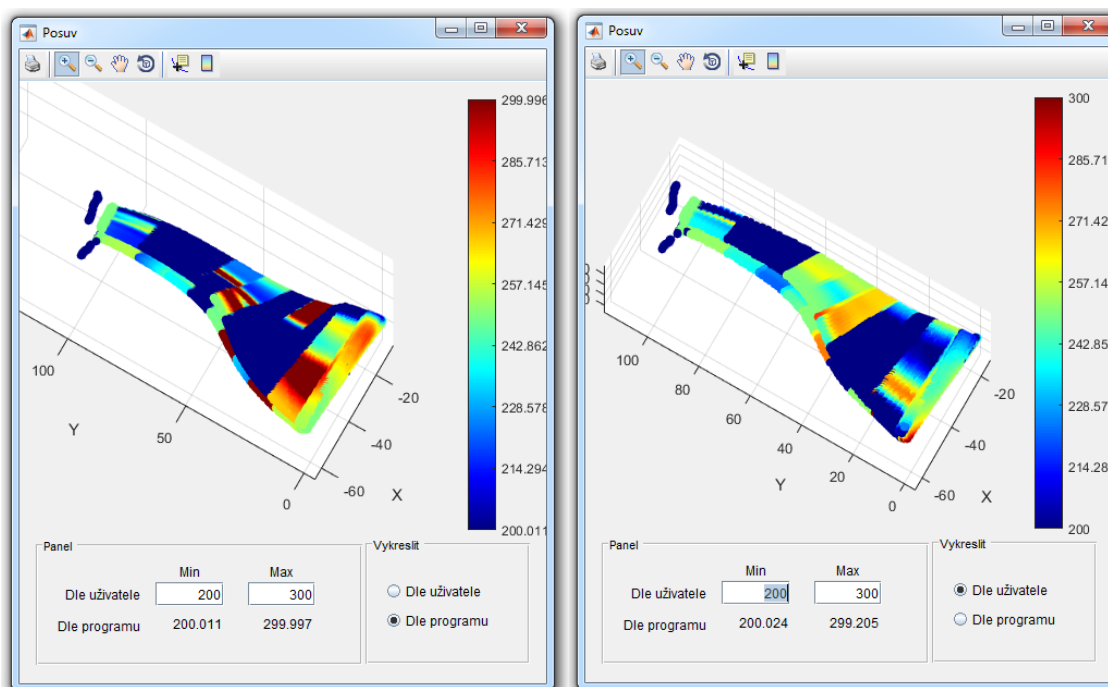 Posuv
299.996
285.713
271.429
257.145
242.862
228.578
214.294
200.011
100
50
0
Y
-20
-40
-60
X
Panel
Min Max
Dle uživatele 200 300
Dle programu 200.011 299.997
Vykreslit
Dle uživatele
Dle programu
Posuv
300
285.71
271.42
257.14
242.85
228.57
214.28
200
100
80
60
40
20
0
Y
-20
-40
-60
X
Panel
Min Max
Dle uživatele 200 300
Dle programu 200.024 299.205
Vykreslit
Dle uživatele
Dle programu